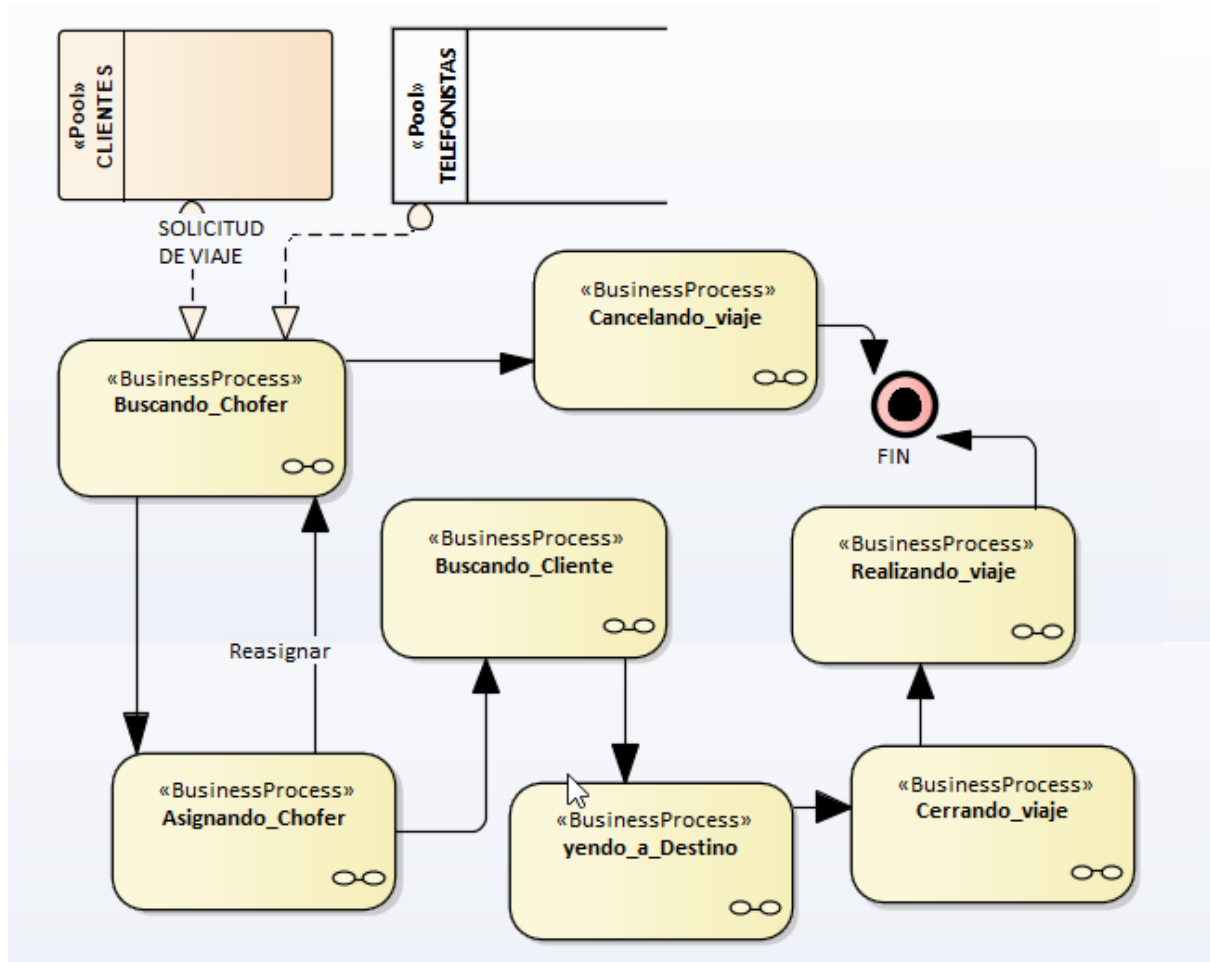 «Pool»
CLIENTES
«Pool»
TELEFONISTAS
SOLICITUD
DE VIAJE
«BusinessProcess»
Cancelando_viaje
«BusinessProcess»
Buscando_Chofer
FIN
«BusinessProcess»
Buscando_Cliente
«BusinessProcess»
Realizando_viaje
Reasignar
«BusinessProcess»
Asignando_Chofer
«BusinessProcess»
yendo_a_Destino
«BusinessProcess»
Cerrando_viaje